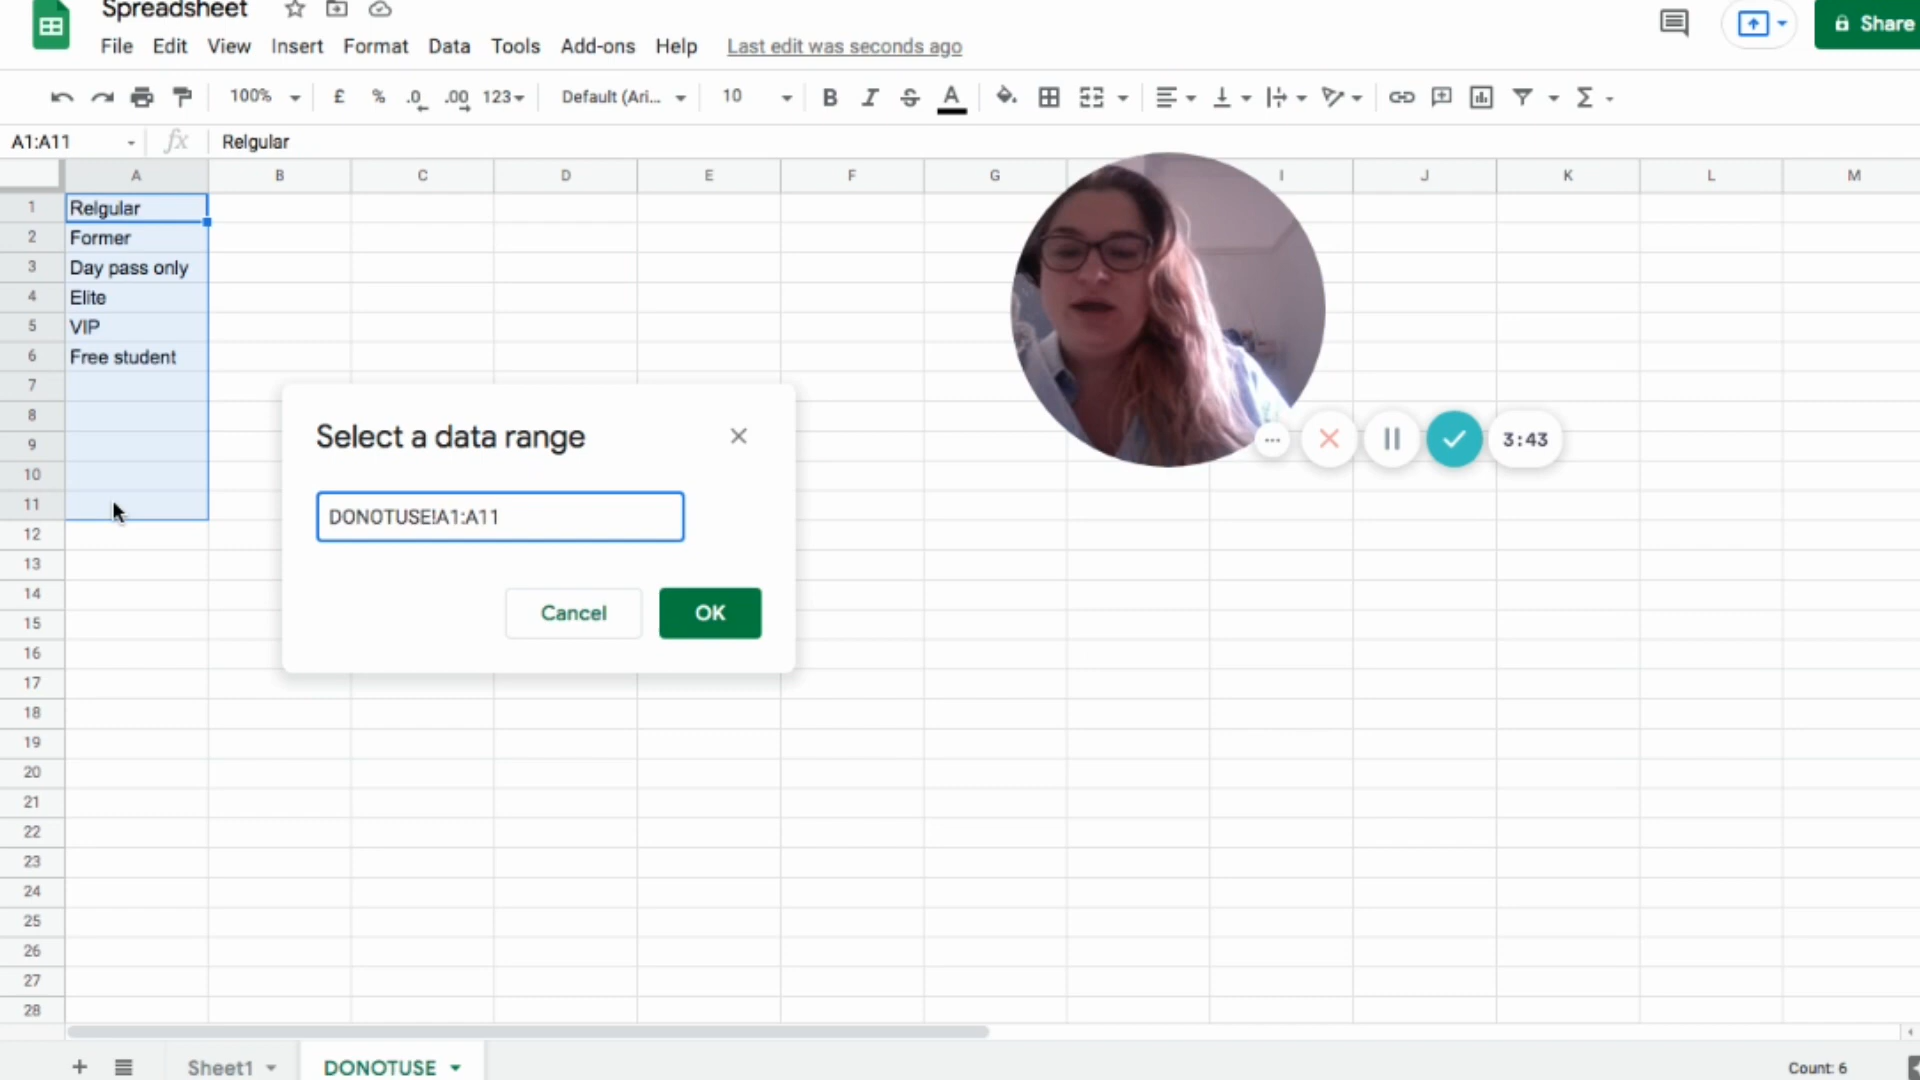 Spreadsheet
File Edit View Insert Format Data Tools Add-ons Help Last edit was seconds ago
Share
100% £ % .0 .00 123 Default (Ari... 10 B I S A Σ
A1:A11 fx Relgular
A B C D E F G I J K L M
1 Relgular
2 Former
3 Day pass only
4 Elite
5 VIP
6 Free student
7
8
9
10
11
12
13
14
15
16
17
18
19
20
21
22
23
24
25
26
27
28
Select a data range
DONOTUSE!A1:A11
Cancel OK
3:43
Sheet1 DONOTUSE Count: 6